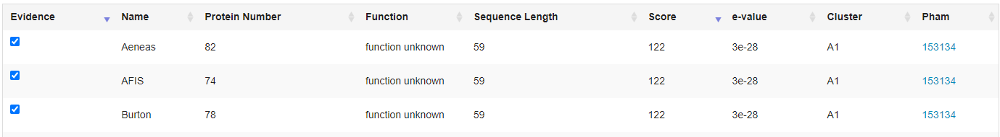 Evidence Name Protein Number Function Sequence Length Score e-value Cluster Pham
Aeneas 82 function unknown 59 122 3e-28 A1 153134
AFIS 74 function unknown 59 122 3e-28 A1 153134
Burton 78 function unknown 59 122 3e-28 A1 153134